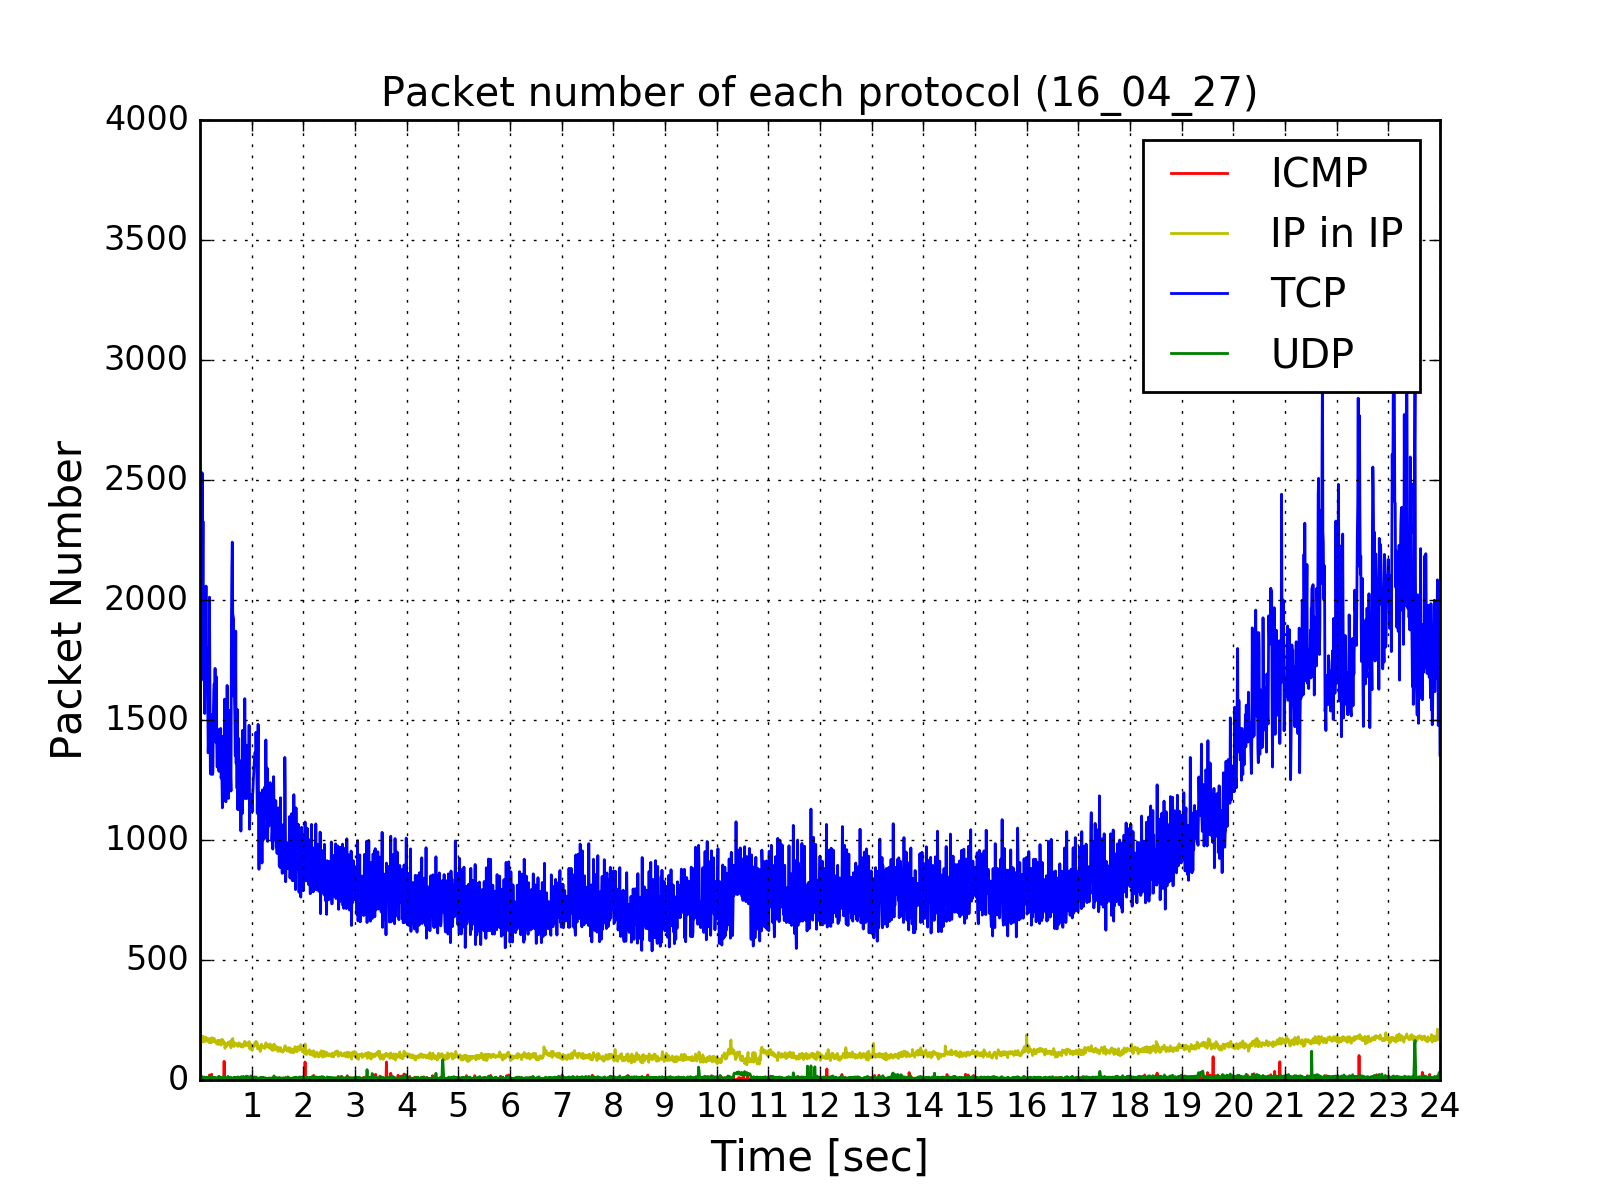 Packet number of each protocol (16_04_27)
4000
3500
3000
2500
2000
1500
1000
500
0
Packet Number
ICMP
IP in IP
TCP
UDP
1 2 3 4 5 6 7 8 9 10 11 12 13 14 15 16 17 18 19 20 21 22 23 24
Time [sec]